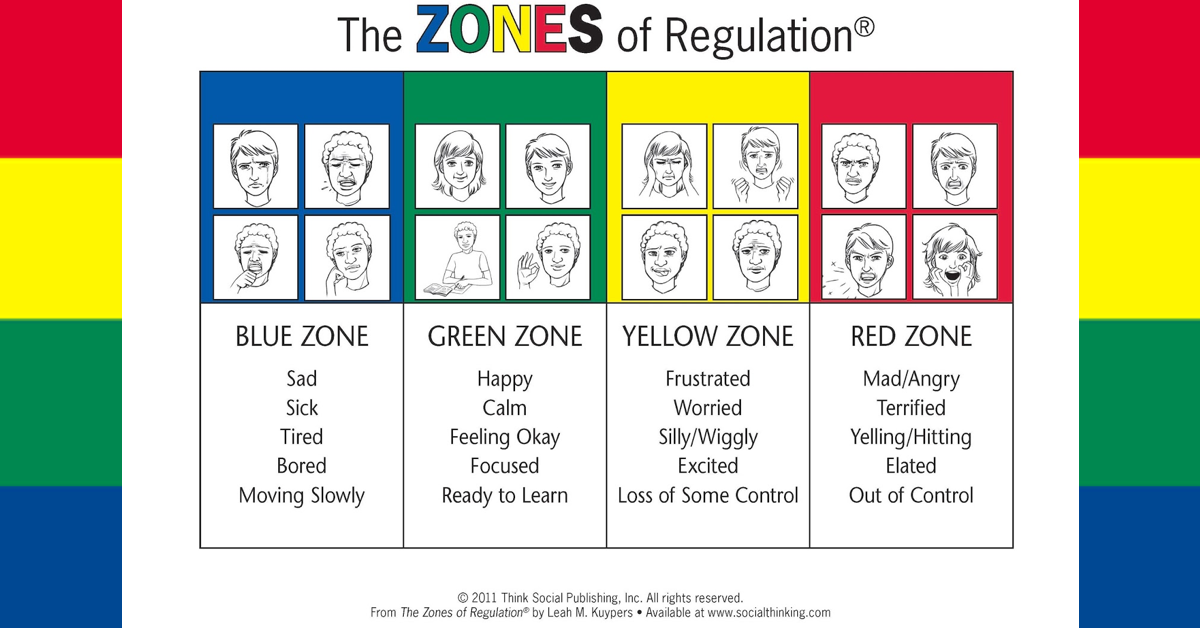 The ZONES of Regulation®
BLUE ZONE
Sad
Sick
Tired
Bored
Moving Slowly
GREEN ZONE
Happy
Calm
Feeling Okay
Focused
Ready to Learn
YELLOW ZONE
Frustrated
Worried
Silly/Wiggly
Excited
Loss of Some Control
RED ZONE
Mad/Angry
Terrified
Yelling/Hitting
Elated
Out of Control
© 2011 Think Social Publishing, Inc. All rights reserved.
From The Zones of Regulation® by Leah M. Kuypers • Available at www.socialthinking.com